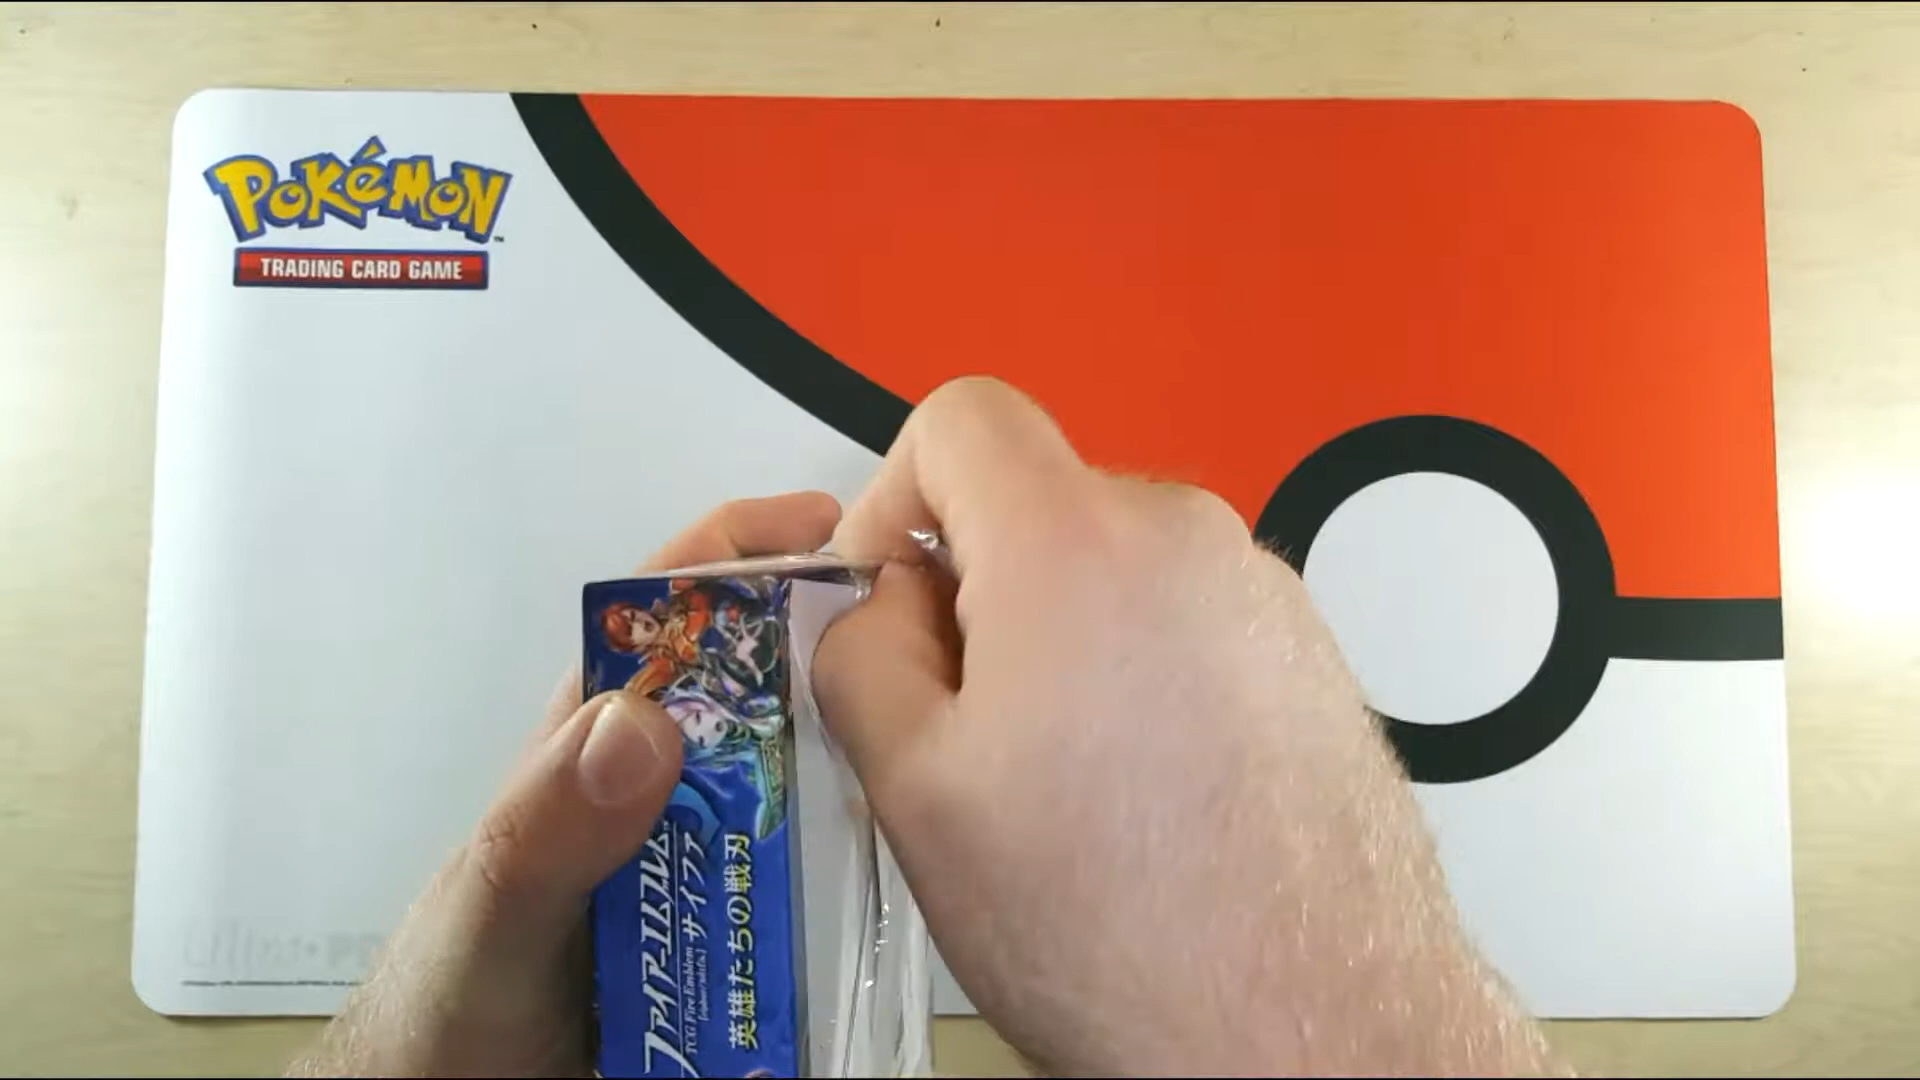 POKéMON
TRADING CARD GAME
ファイアーエムブレム
サイファ
TCG Fire Emblem
英雄たちの戦刃